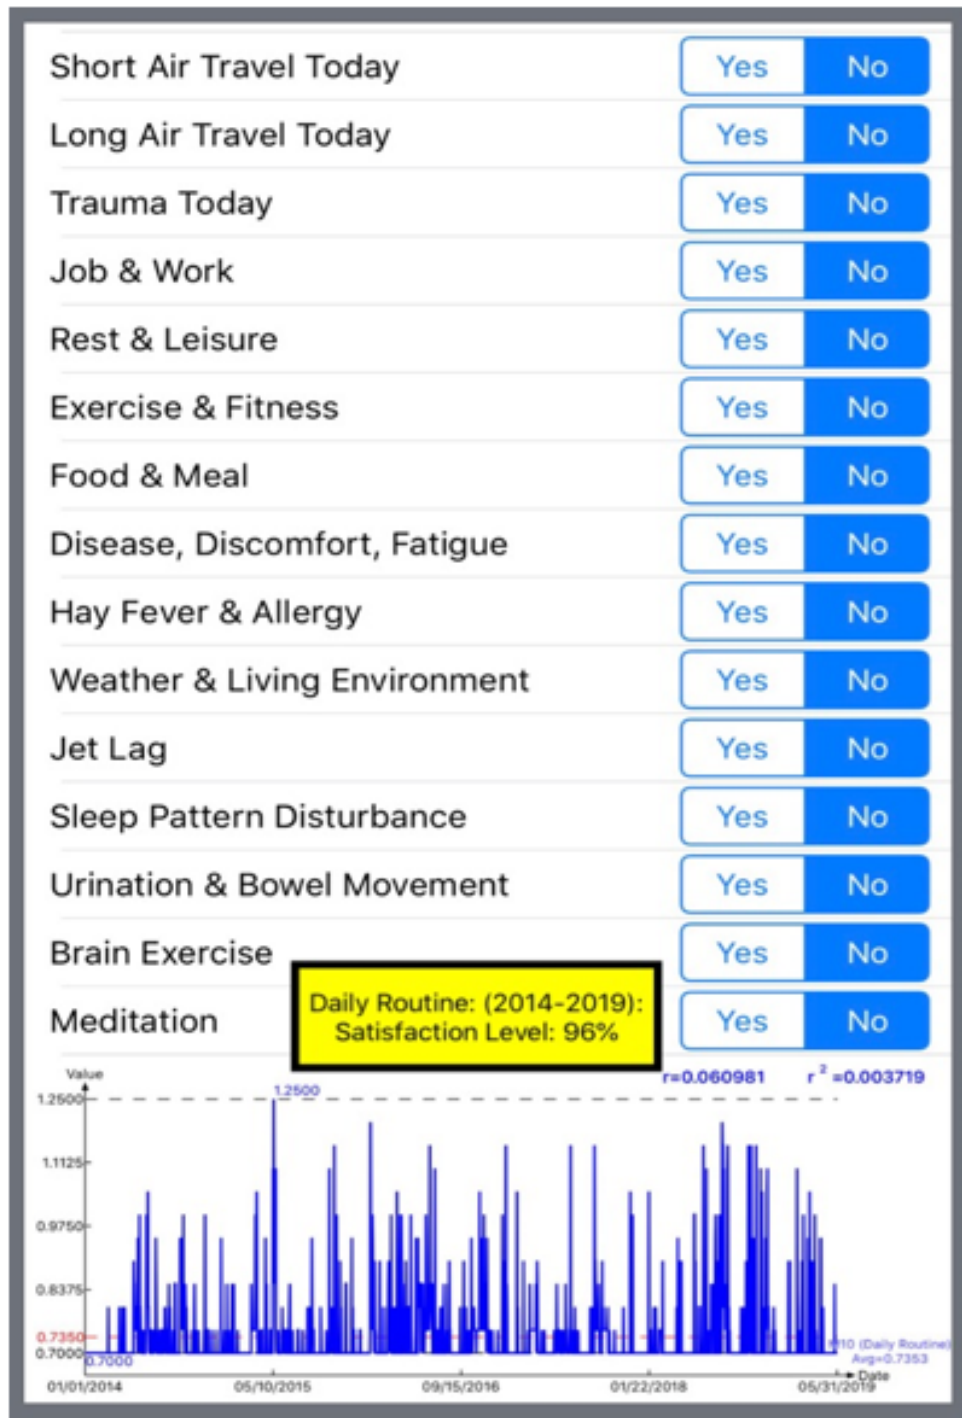 Short Air Travel Today Yes No
Long Air Travel Today Yes No
Trauma Today Yes No
Job & Work Yes No
Rest & Leisure Yes No
Exercise & Fitness Yes No
Food & Meal Yes No
Disease, Discomfort, Fatigue Yes No
Hay Fever & Allergy Yes No
Weather & Living Environment Yes No
Jet Lag Yes No
Sleep Pattern Disturbance Yes No
Urination & Bowel Movement Yes No
Brain Exercise Yes No
Meditation Yes No
Daily Routine: (2014-2019):
Satisfaction Level: 96%
Value
r=0.060981 r²=0.003719
1.2500
1.2500
1.1125
0.9750
0.8375
0.7350
0.7000
0.7000
(Daily Routine)
Avg=0.7353
Date
01/01/2014 05/10/2015 09/15/2016 01/22/2018 05/31/2019